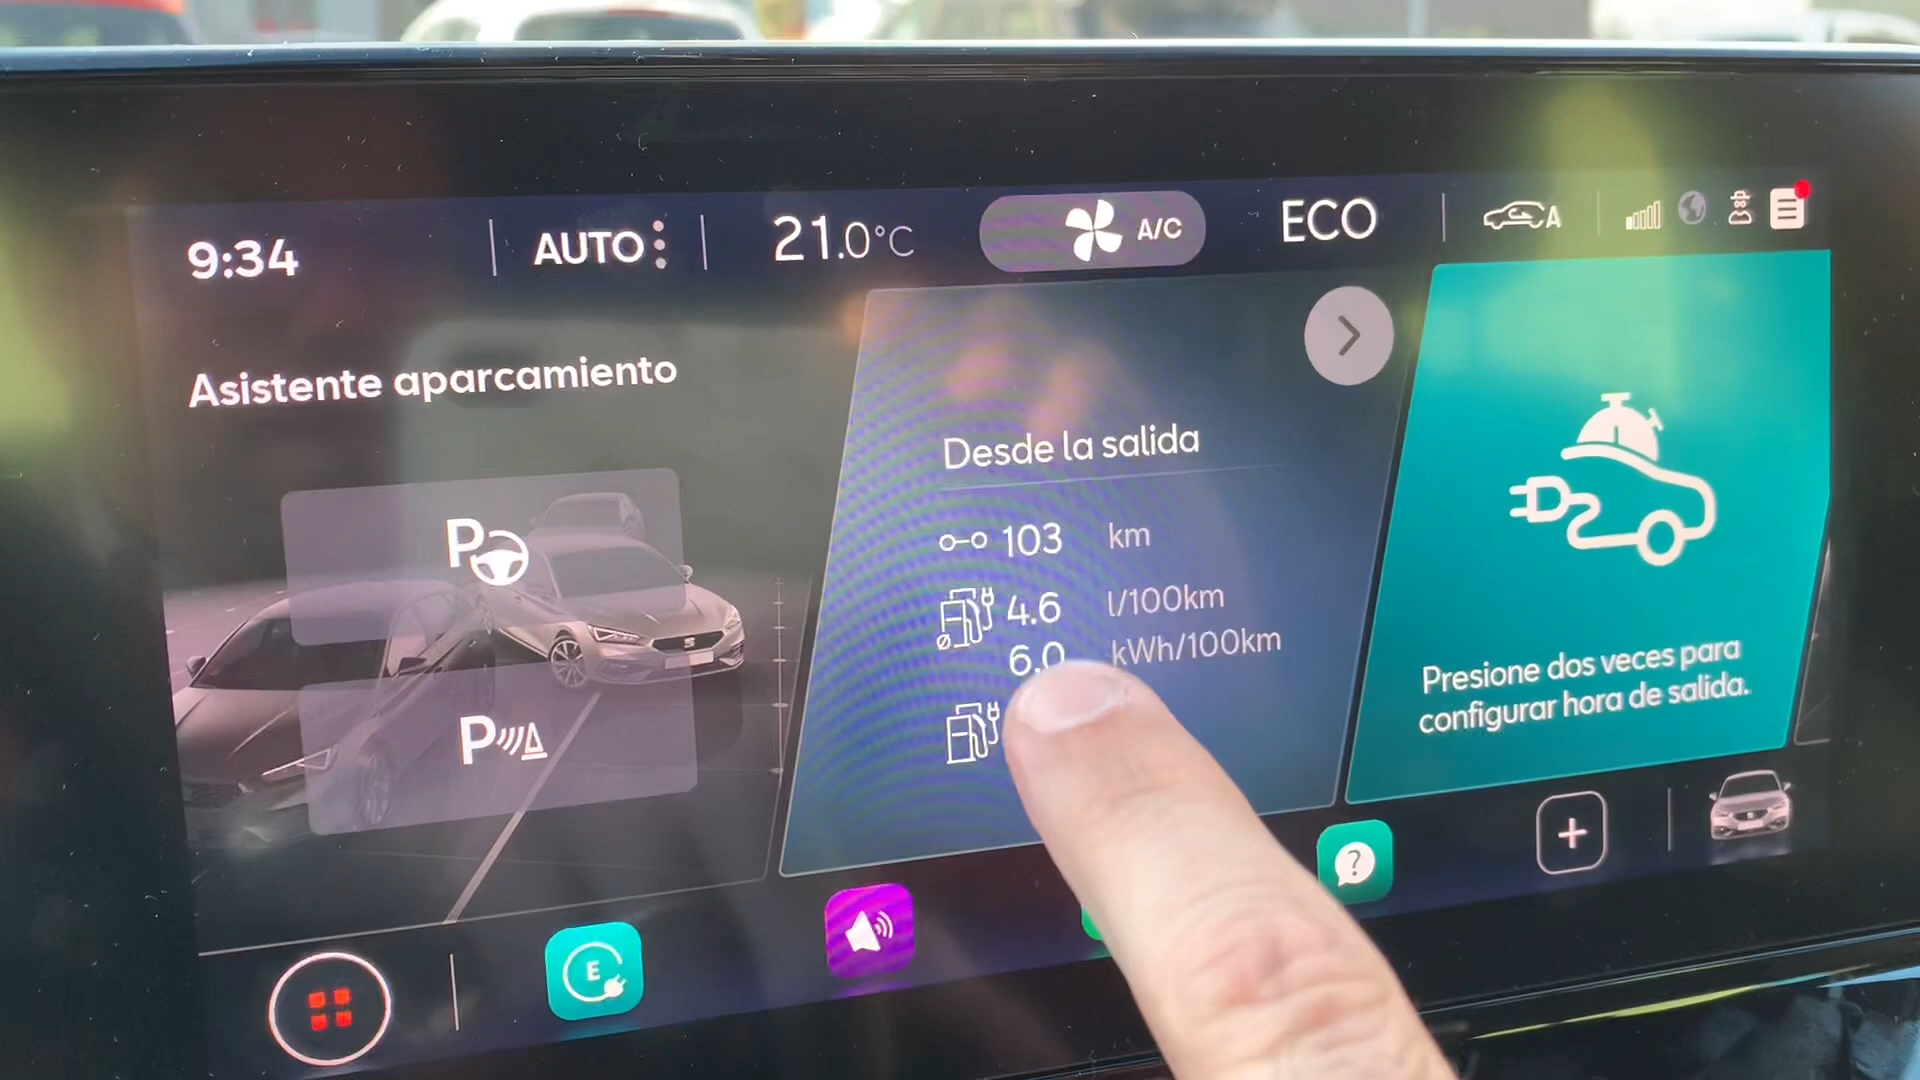 9:34
AUTO
21.0°C
A/C
ECO
A
Asistente aparcamiento
P
P
Desde la salida
103 km
4.6 l/100km
6.0 kWh/100km
Presione dos veces para
configurar hora de salida.
E
?
+